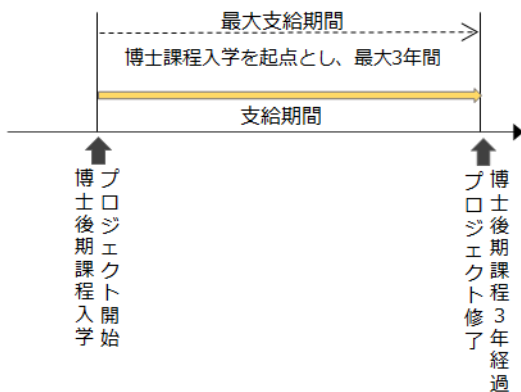 最大支給期間
博士課程入学を起点とし、最大3年間
支給期間
プロジェクト開始
博士後期課程入学
博士後期課程3年経過
プロジェクト修了